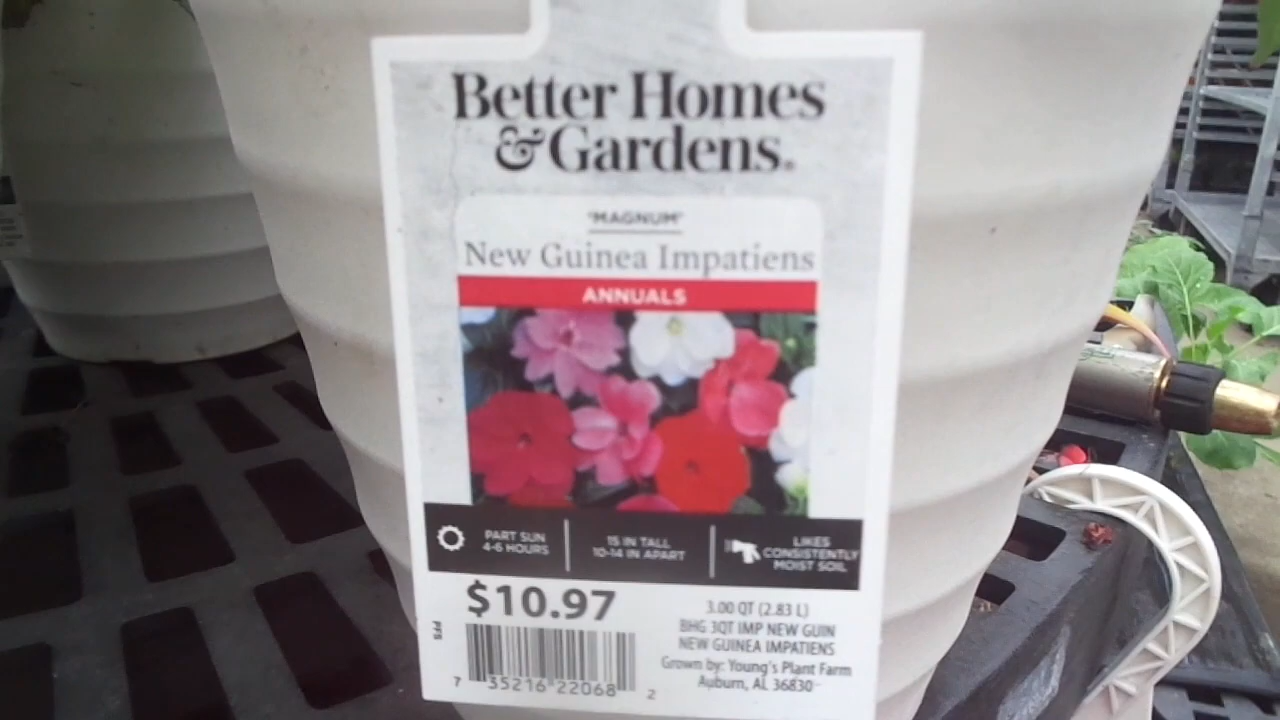 Better Homes
& Gardens.
"MAGNUM"
New Guinea Impatiens
ANNUALS
PART SUN
4-6 HOURS
15 IN TALL
10-14 IN APART
LIKES
CONSISTENTLY
MOIST SOIL
$10.97
3.00 QT (2.83 L)
BHG 3QT IMP NEW GUIN
NEW GUINEA IMPATIENS
Grown by: Young's Plant Farm
Auburn, AL 36830
PFS
7 35216 22068 2